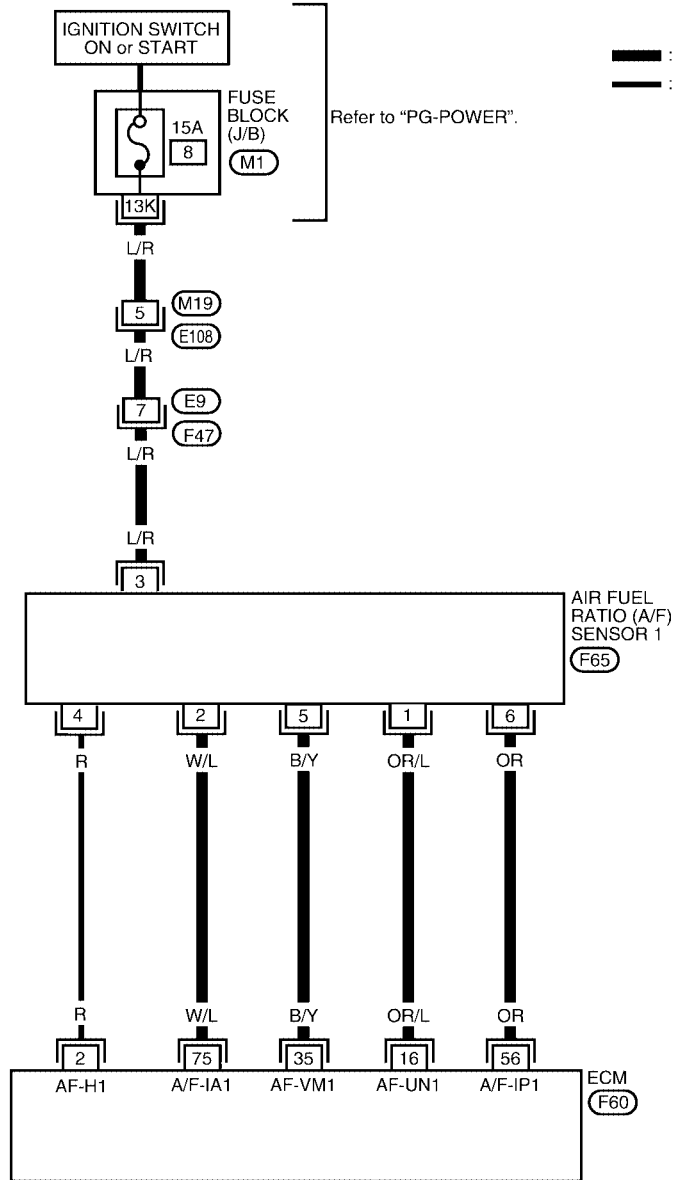 IGNITION SWITCH
ON or START
FUSE
BLOCK
(J/B)
15A
8
M1
Refer to “PG-POWER”.
:
:
13K
L/R
5
M19
E108
L/R
7
E9
F47
L/R
L/R
3
AIR FUEL
RATIO (A/F)
SENSOR 1
F65
4 2 5 1 6
R W/L B/Y OR/L OR
R W/L B/Y OR/L OR
2 75 35 16 56
AF-H1 A/F-IA1 AF-VM1 AF-UN1 A/F-IP1
ECM
F60